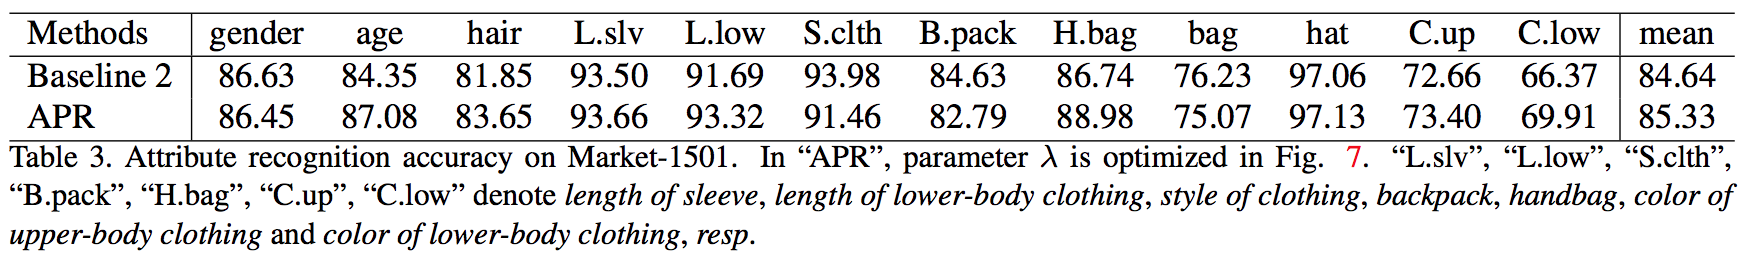 Methods gender age hair L.slv L.low S.clth B.pack H.bag bag hat C.up C.low mean
Baseline 2 86.63 84.35 81.85 93.50 91.69 93.98 84.63 86.74 76.23 97.06 72.66 66.37 84.64
APR 86.45 87.08 83.65 93.66 93.32 91.46 82.79 88.98 75.07 97.13 73.40 69.91 85.33
Table 3. Attribute recognition accuracy on Market-1501. In “APR”, parameter λ is optimized in Fig. 7. “L.slv”, “L.low”, “S.clth”,
“B.pack”, “H.bag”, “C.up”, “C.low” denote length of sleeve, length of lower-body clothing, style of clothing, backpack, handbag, color of
upper-body clothing and color of lower-body clothing, resp.